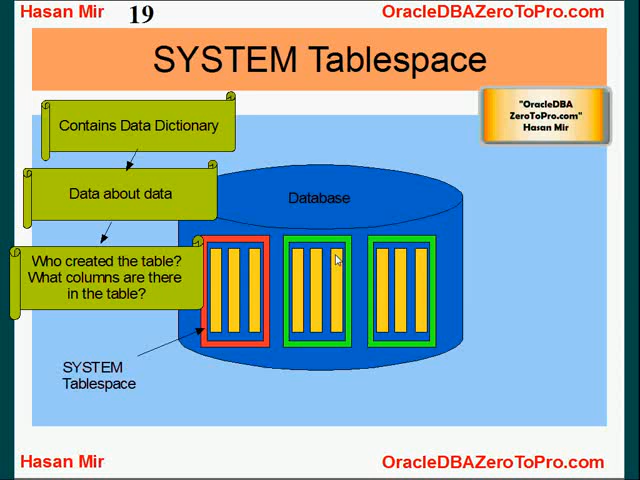 Hasan Mir
19
OracleDBAZeroToPro.com
SYSTEM Tablespace
"OracleDBA
ZeroToPro.com"
Hasan Mir
Contains Data Dictionary
Data about data
Database
Who created the table?
What columns are there
in the table?
SYSTEM
Tablespace
Hasan Mir
OracleDBAZeroToPro.com